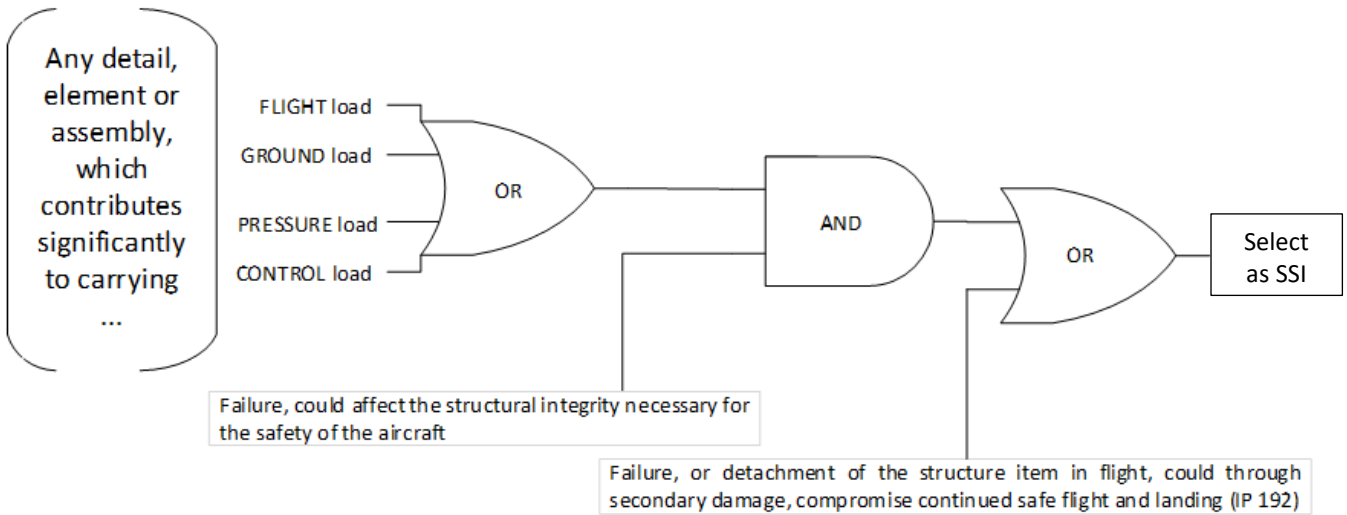 Any detail,
element or
assembly,
which
contributes
significantly
to carrying
...
FLIGHT load
GROUND load
PRESSURE load
CONTROL load
OR
AND
OR
Select
as SSI
Failure, could affect the structural integrity necessary for
the safety of the aircraft
Failure, or detachment of the structure item in flight, could through
secondary damage, compromise continued safe flight and landing (IP 192)